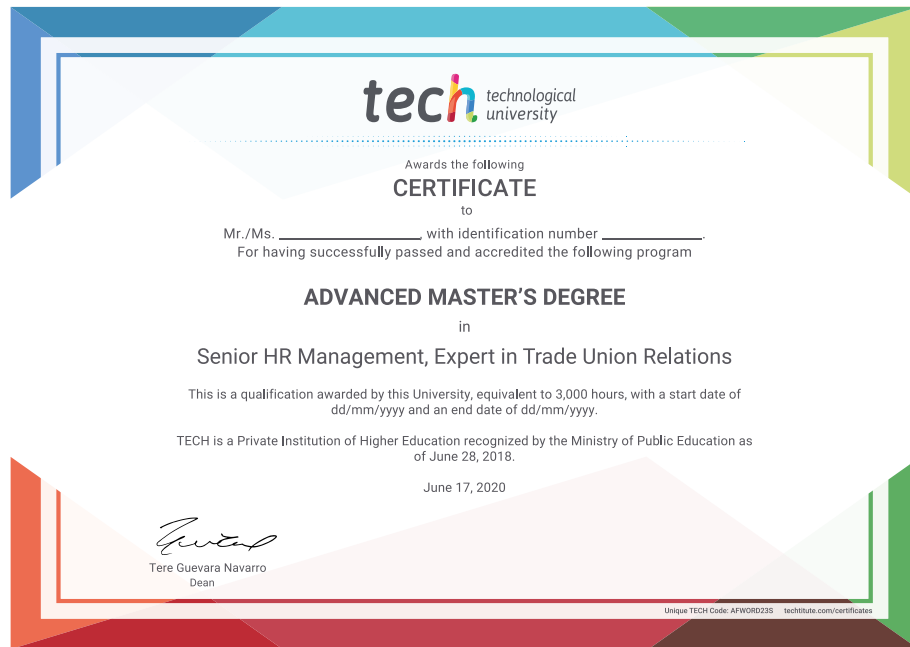 tech technological
university
Awards the following
CERTIFICATE
to
Mr./Ms. ____________________, with identification number ______________.
For having successfully passed and accredited the following program
ADVANCED MASTER'S DEGREE
in
Senior HR Management, Expert in Trade Union Relations
This is a qualification awarded by this University, equivalent to 3,000 hours, with a start date of
dd/mm/yyyy and an end date of dd/mm/yyyy.
TECH is a Private Institution of Higher Education recognized by the Ministry of Public Education as
of June 28, 2018.
June 17, 2020
Tere Guevara Navarro
Dean
Unique TECH Code: AFWORD23S techtitute.com/certificates